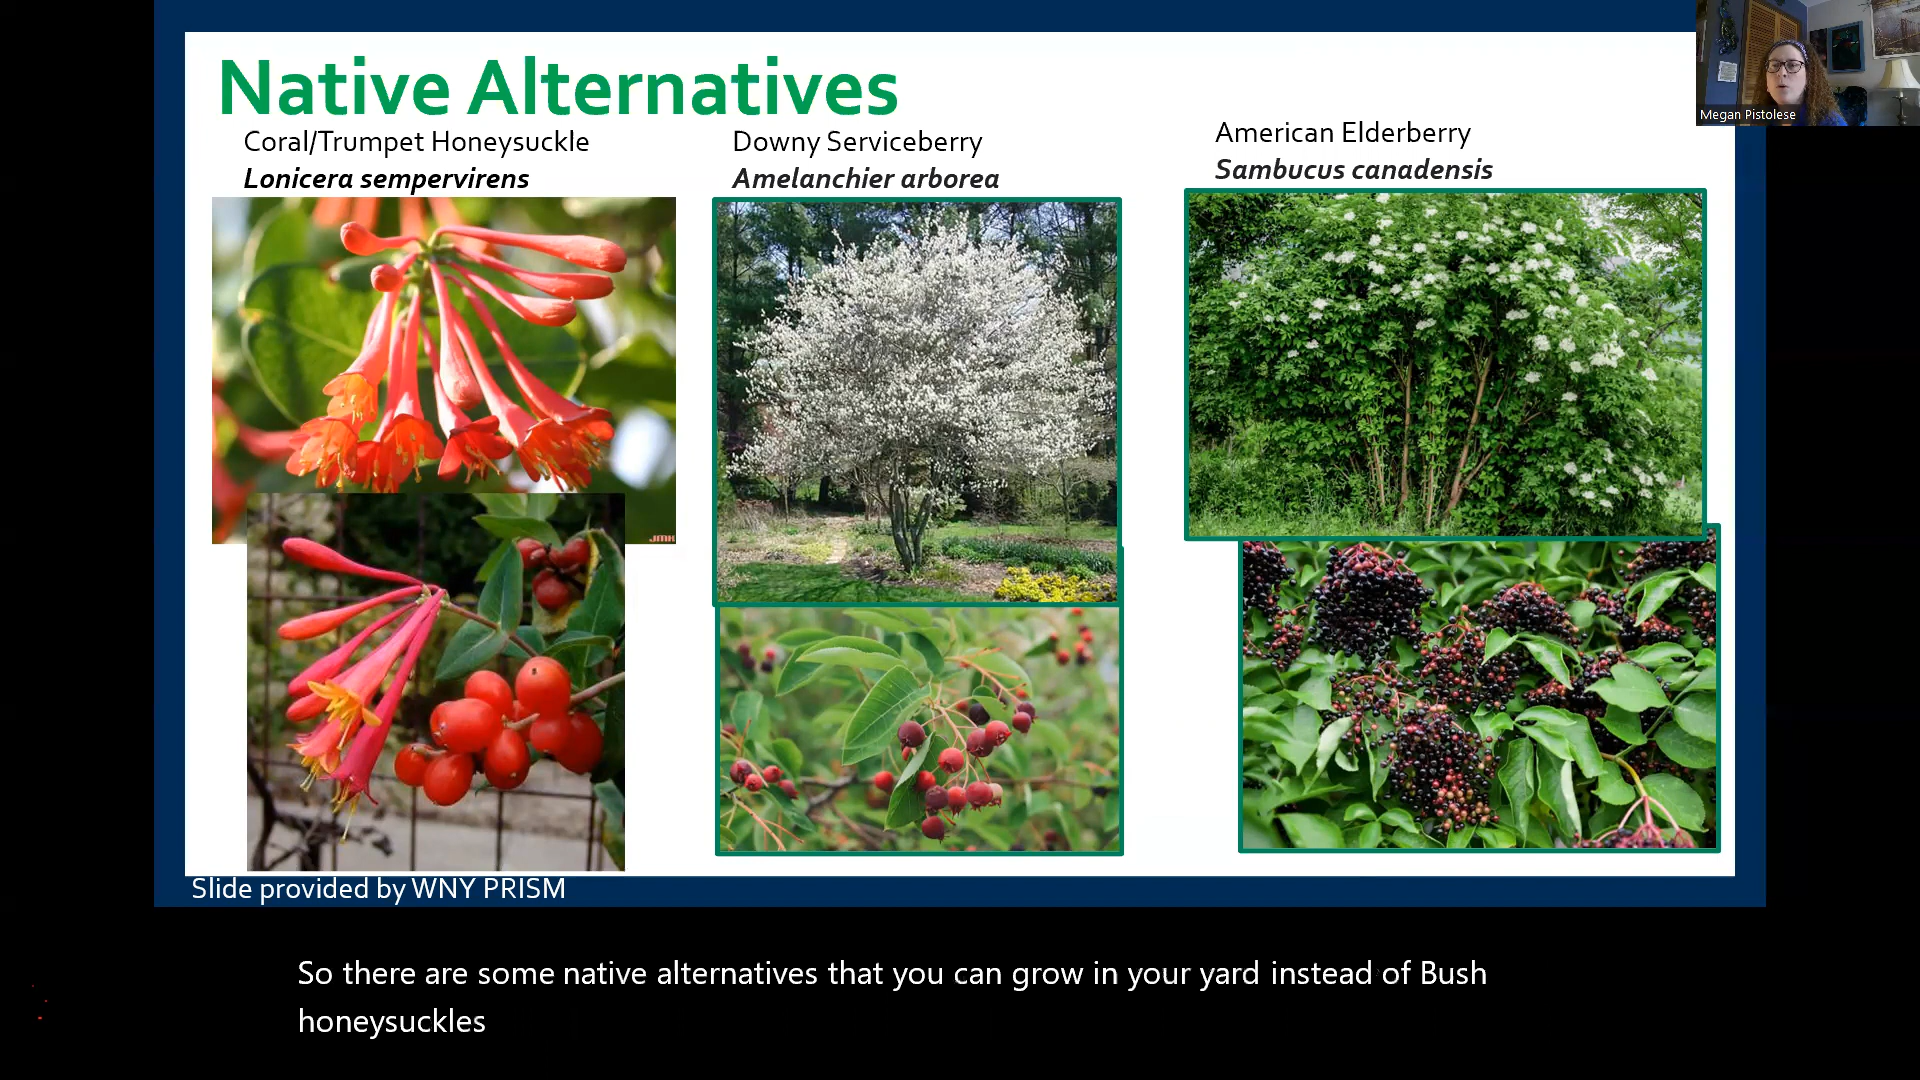 Native Alternatives
Coral/Trumpet Honeysuckle
Lonicera sempervirens
Downy Serviceberry
Amelanchier arborea
American Elderberry
Sambucus canadensis
Megan Pistolese
JMH
Slide provided by WNY PRISM
So there are some native alternatives that you can grow in your yard instead of Bush
honeysuckles